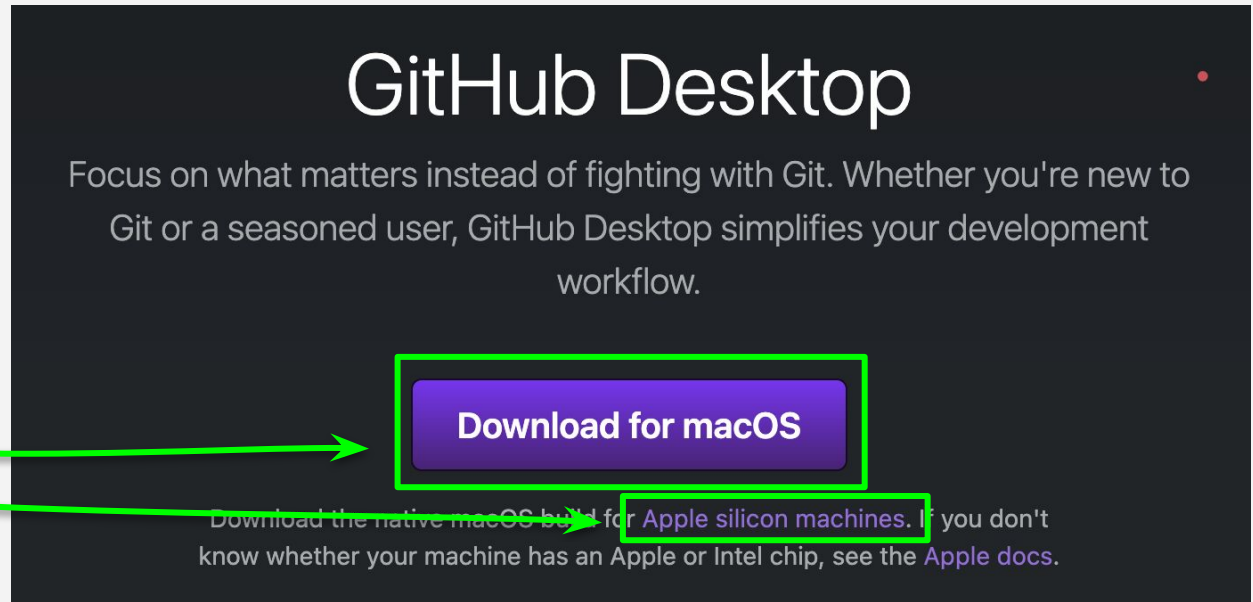 GitHub Desktop
Focus on what matters instead of fighting with Git. Whether you're new to
Git or a seasoned user, GitHub Desktop simplifies your development
workflow.
Download for macOS
Download the native macOS build for Apple silicon machines. If you don't
know whether your machine has an Apple or Intel chip, see the Apple docs.